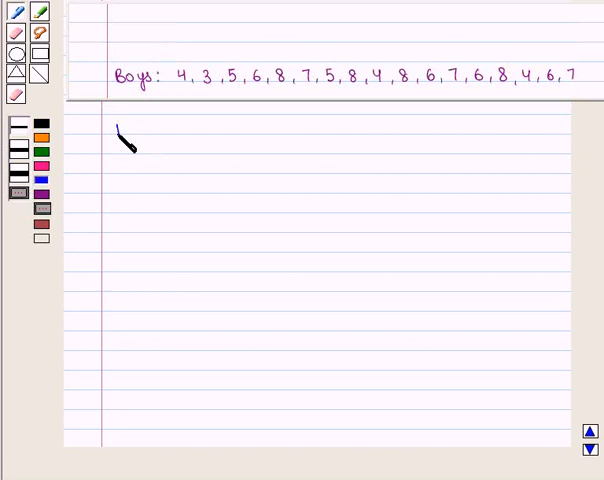 Boys: 4, 3, 5, 6, 8, 7, 5, 8, 4, 8, 6, 7, 6, 8, 4, 6, 7